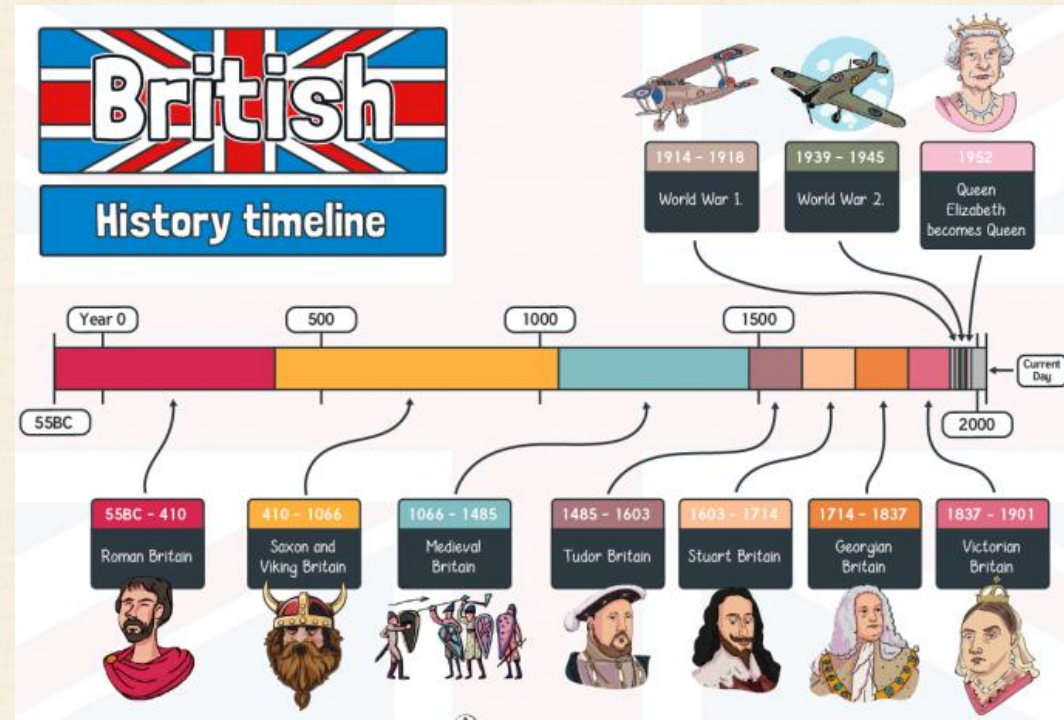 British
History timeline
1914 – 1918
World War 1.
1939 – 1945
World War 2.
1952
Queen
Elizabeth
becomes Queen
Year 0
500
1000
1500
Current
Day
55BC
2000
55BC – 410
Roman Britain
410 – 1066
Saxon and
Viking Britain
1066 – 1485
Medieval
Britain
1485 – 1603
Tudor Britain
1603 – 1714
Stuart Britain
1714 – 1837
Georgian
Britain
1837 – 1901
Victorian
Britain